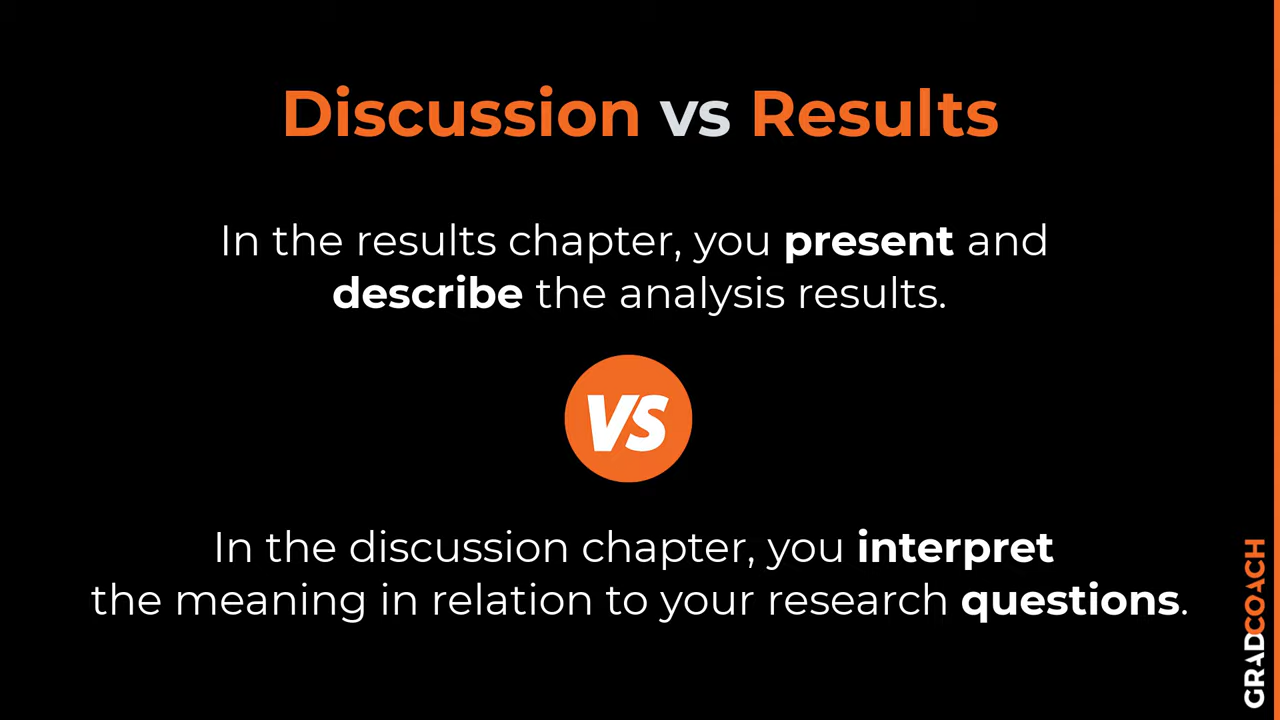 Discussion vs Results
In the results chapter, you present and
describe the analysis results.
VS
In the discussion chapter, you interpret
the meaning in relation to your research questions.
GRADCOACH